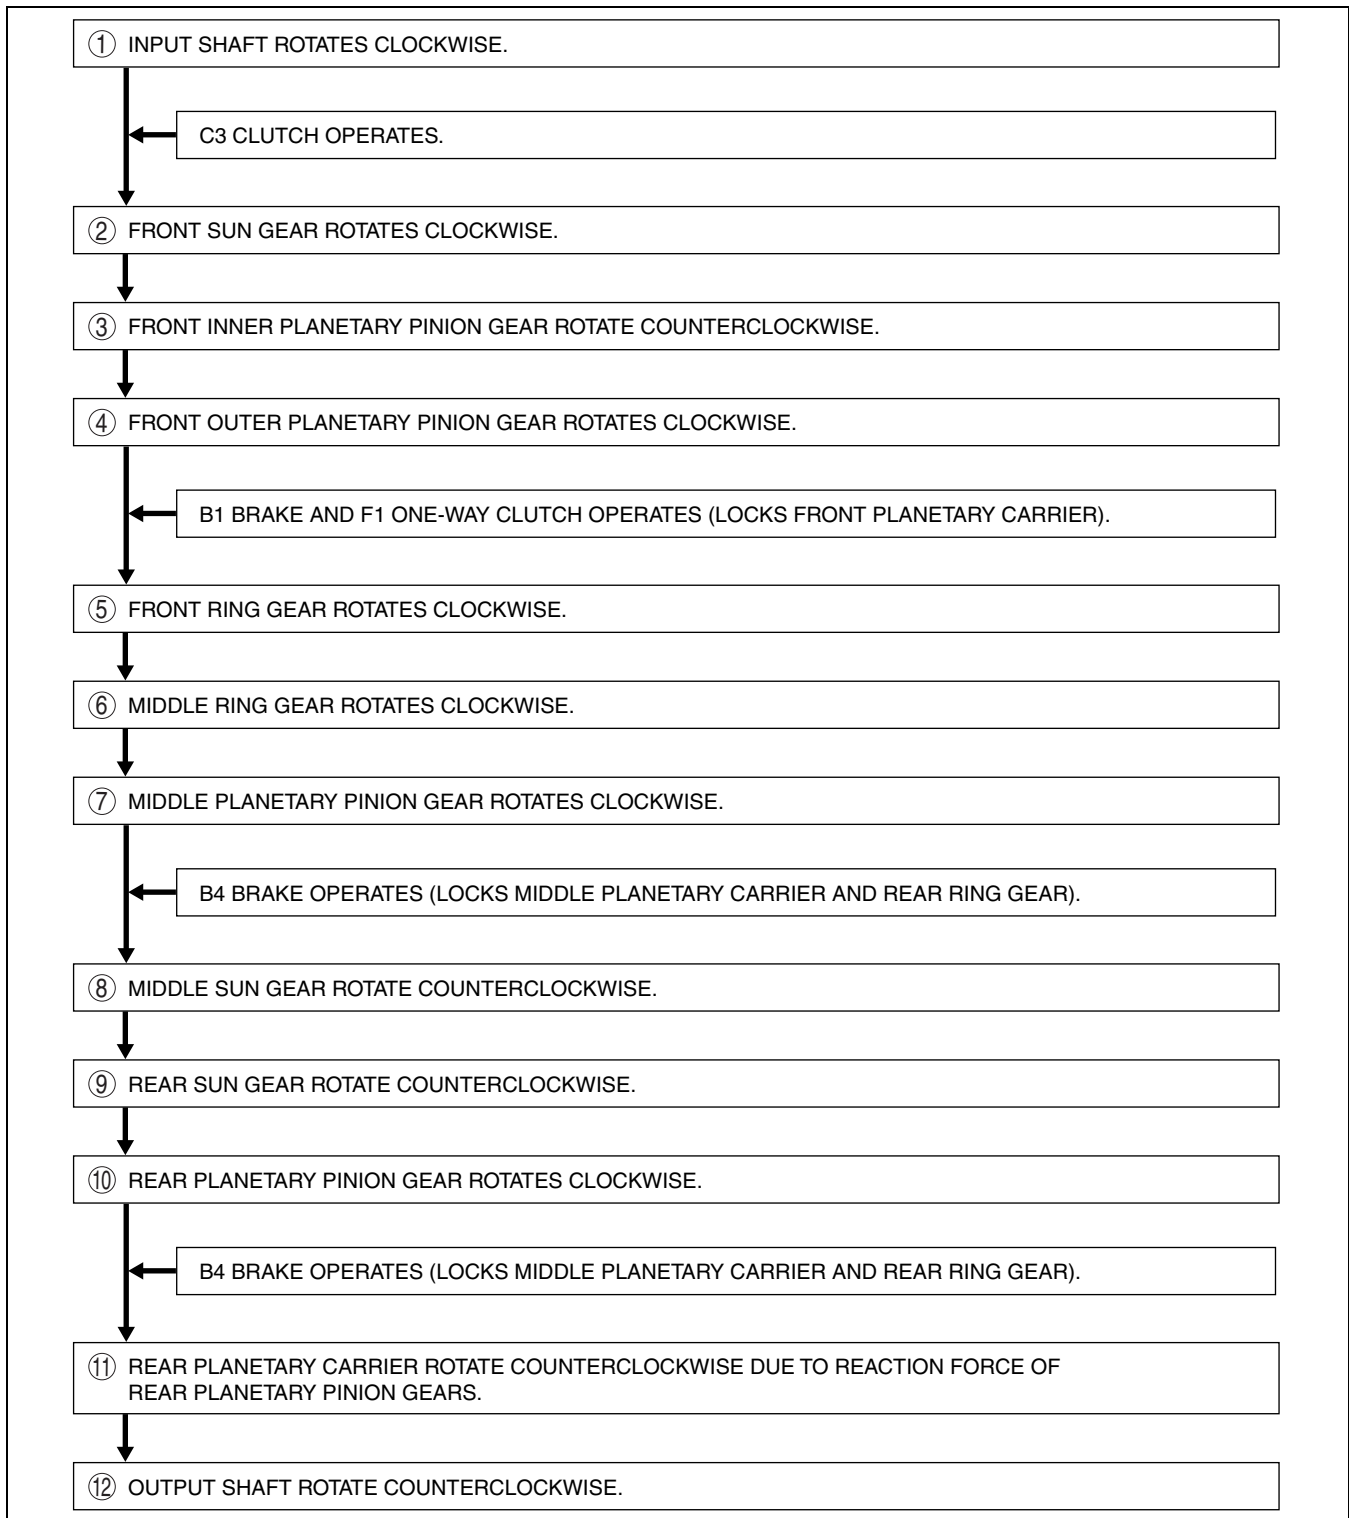 ① INPUT SHAFT ROTATES CLOCKWISE.
C3 CLUTCH OPERATES.
② FRONT SUN GEAR ROTATES CLOCKWISE.
③ FRONT INNER PLANETARY PINION GEAR ROTATE COUNTERCLOCKWISE.
④ FRONT OUTER PLANETARY PINION GEAR ROTATES CLOCKWISE.
B1 BRAKE AND F1 ONE-WAY CLUTCH OPERATES (LOCKS FRONT PLANETARY CARRIER).
⑤ FRONT RING GEAR ROTATES CLOCKWISE.
⑥ MIDDLE RING GEAR ROTATES CLOCKWISE.
⑦ MIDDLE PLANETARY PINION GEAR ROTATES CLOCKWISE.
B4 BRAKE OPERATES (LOCKS MIDDLE PLANETARY CARRIER AND REAR RING GEAR).
⑧ MIDDLE SUN GEAR ROTATE COUNTERCLOCKWISE.
⑨ REAR SUN GEAR ROTATE COUNTERCLOCKWISE.
⑩ REAR PLANETARY PINION GEAR ROTATES CLOCKWISE.
B4 BRAKE OPERATES (LOCKS MIDDLE PLANETARY CARRIER AND REAR RING GEAR).
⑪ REAR PLANETARY CARRIER ROTATE COUNTERCLOCKWISE DUE TO REACTION FORCE OF
REAR PLANETARY PINION GEARS.
⑫ OUTPUT SHAFT ROTATE COUNTERCLOCKWISE.